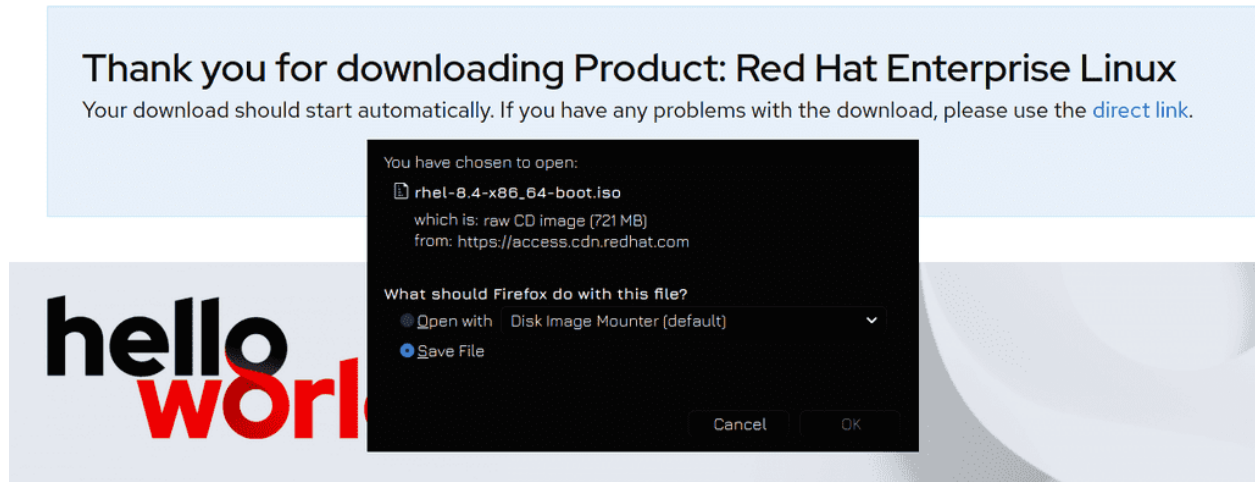 Thank you for downloading Product: Red Hat Enterprise Linux
Your download should start automatically. If you have any problems with the download, please use the direct link.
You have chosen to open:
rhel-8.4-x86_64-boot.iso
which is: raw CD image (721 MB)
from: https://access.cdn.redhat.com
What should Firefox do with this file?
Open with Disk Image Mounter (default)
Save File
Cancel OK
hello
worl